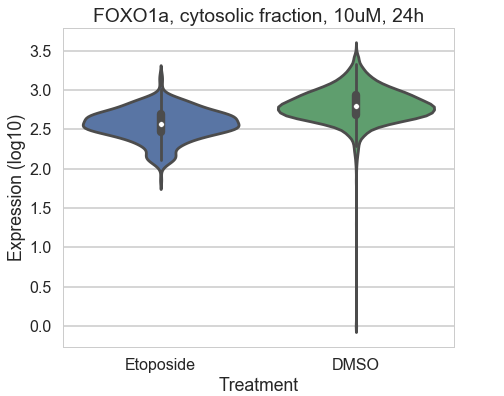 FOXO1a, cytosolic fraction, 10uM, 24h
Expression (log10)
3.5
3.0
2.5
2.0
1.5
1.0
0.5
0.0
Etoposide
DMSO
Treatment